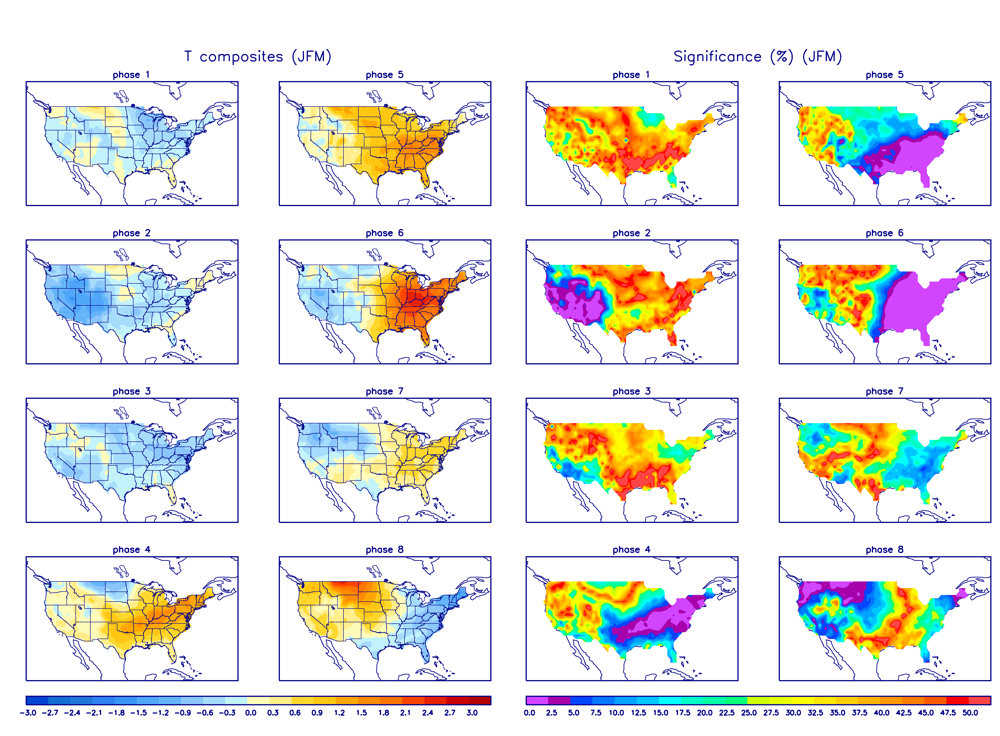 T composites (JFM)    Significance (%) (JFM)
phase 1    phase 5    phase 1    phase 5
phase 2    phase 6    phase 2    phase 6
phase 3    phase 7    phase 3    phase 7
phase 4    phase 8    phase 4    phase 8
-3.0 -2.7 -2.4 -2.1 -1.8 -1.5 -1.2 -0.9 -0.6 -0.3 0.0 0.3 0.6 0.9 1.2 1.5 1.8 2.1 2.4 2.7 3.0    0.0 2.5 5.0 7.5 10.0 12.5 15.0 17.5 20.0 22.5 25.0 27.5 30.0 32.5 35.0 37.5 40.0 42.5 45.0 47.5 50.0